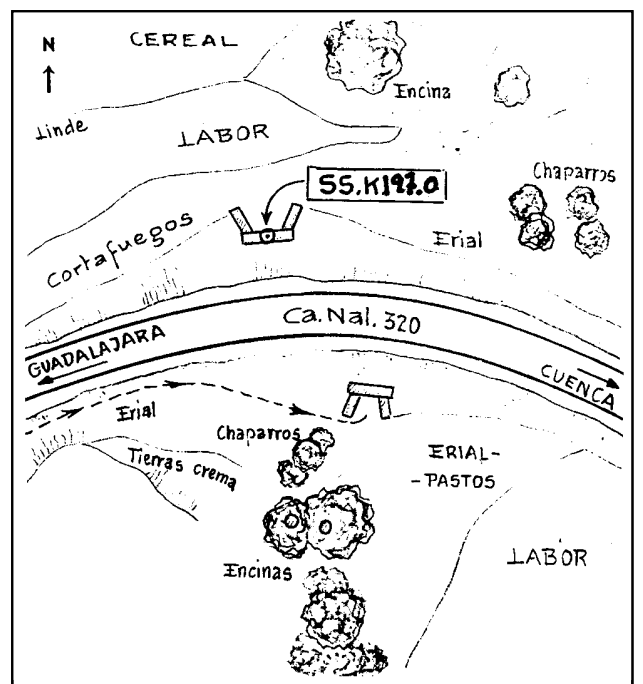 N
CEREAL
Encina
Linde
LABOR
SS.K197.0
Chaparros
Cortafuegos
Erial
Ca.Nal.320
GUADALAJARA
CUENCA
Erial
Chaparros
Tierras crema
ERIAL-
-PASTOS
Encinas
LABOR